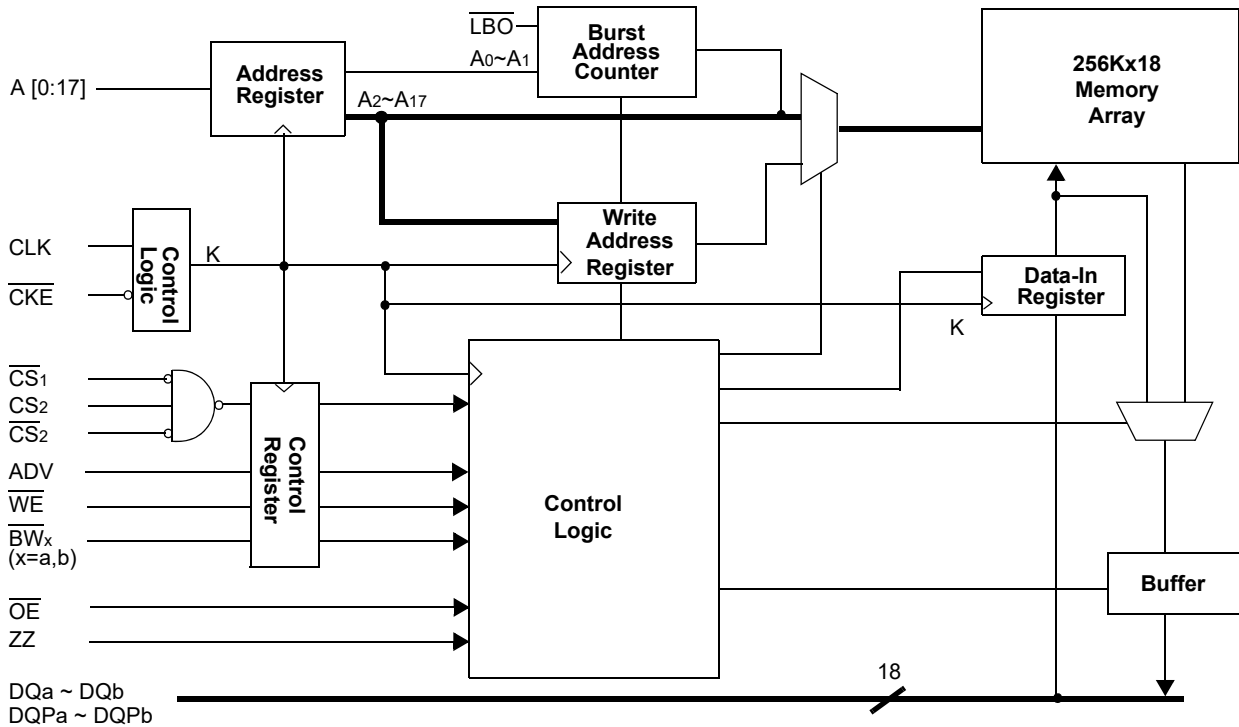 LBO
Burst
Address
Counter
256Kx18
Memory
Array
Address
Register
A0~A1
A [0:17]
A2~A17
Write
Address
Register
CLK
CKE
Control
Logic
K
Data-In
Register
K
CS1
CS2
CS2
Control
Register
ADV
WE
BWx
(x=a,b)
Control
Logic
Buffer
OE
ZZ
18
DQa ~ DQb
DQPa ~ DQPb